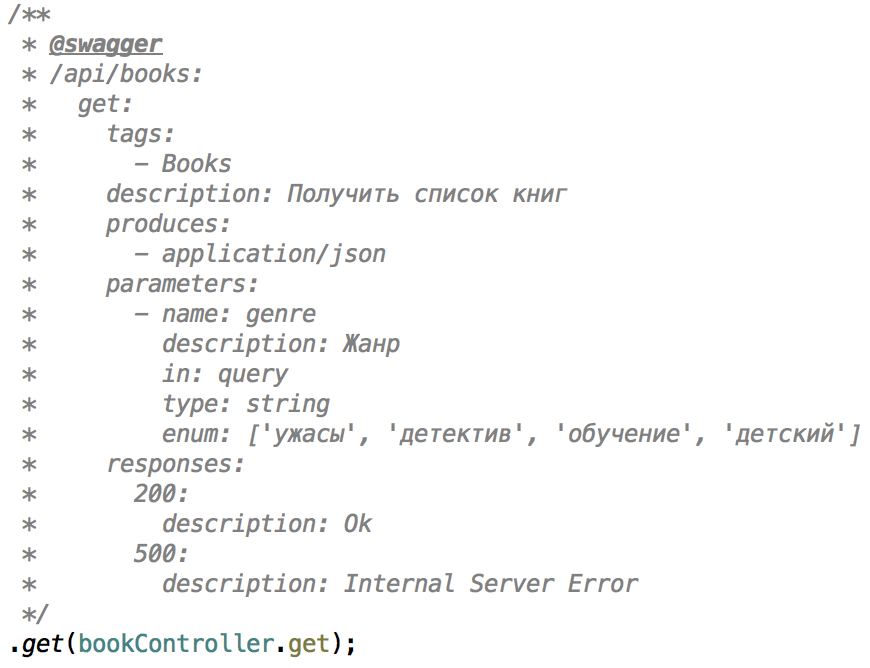 /**
 * @swagger
 * /api/books:
 *   get:
 *     tags:
 *       - Books
 *     description: Получить список книг
 *     produces:
 *       - application/json
 *     parameters:
 *       - name: genre
 *         description: Жанр
 *         in: query
 *         type: string
 *         enum: ['ужасы', 'детектив', 'обучение', 'детский']
 *     responses:
 *       200:
 *         description: Ok
 *       500:
 *         description: Internal Server Error
 */
.get(bookController.get);